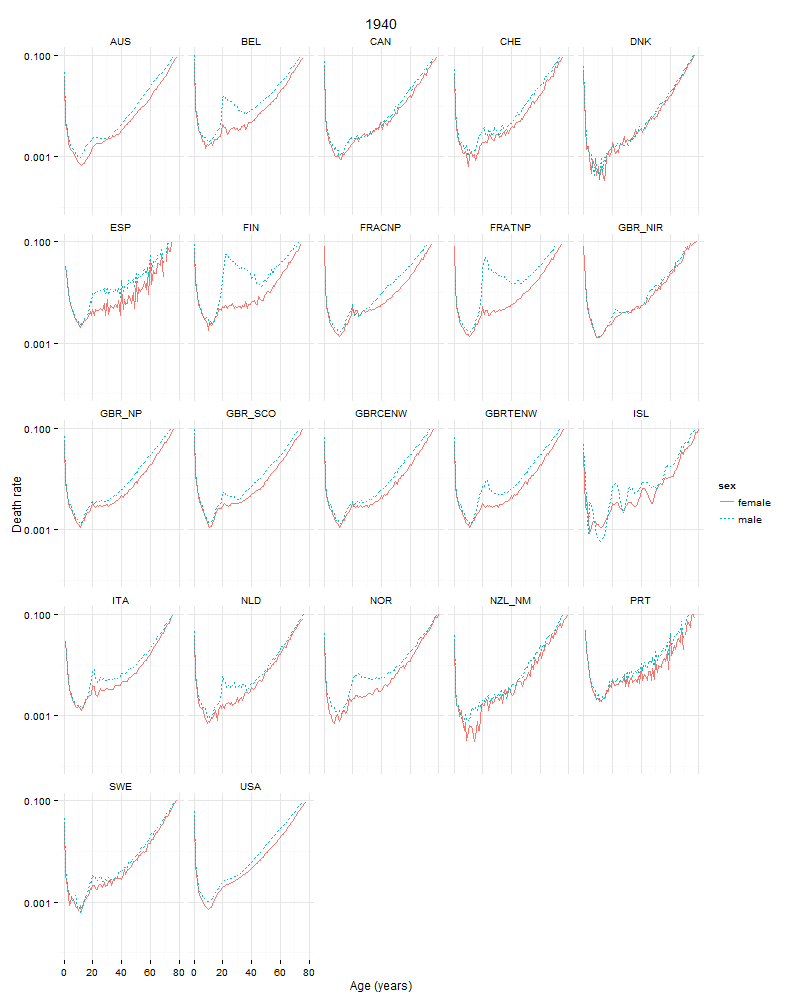 1940
AUS BEL CAN CHE DNK
0.100
0.001
ESP FIN FRACNP FRATNP GBR_NIR
0.100
0.001
GBR_NP GBR_SCO GBRCENW GBRTENW ISL
0.100
0.001
Death rate
sex
female
male
ITA NLD NOR NZL_NM PRT
0.100
0.001
SWE USA
0.100
0.001
0 20 40 60 80 0 20 40 60 80
Age (years)